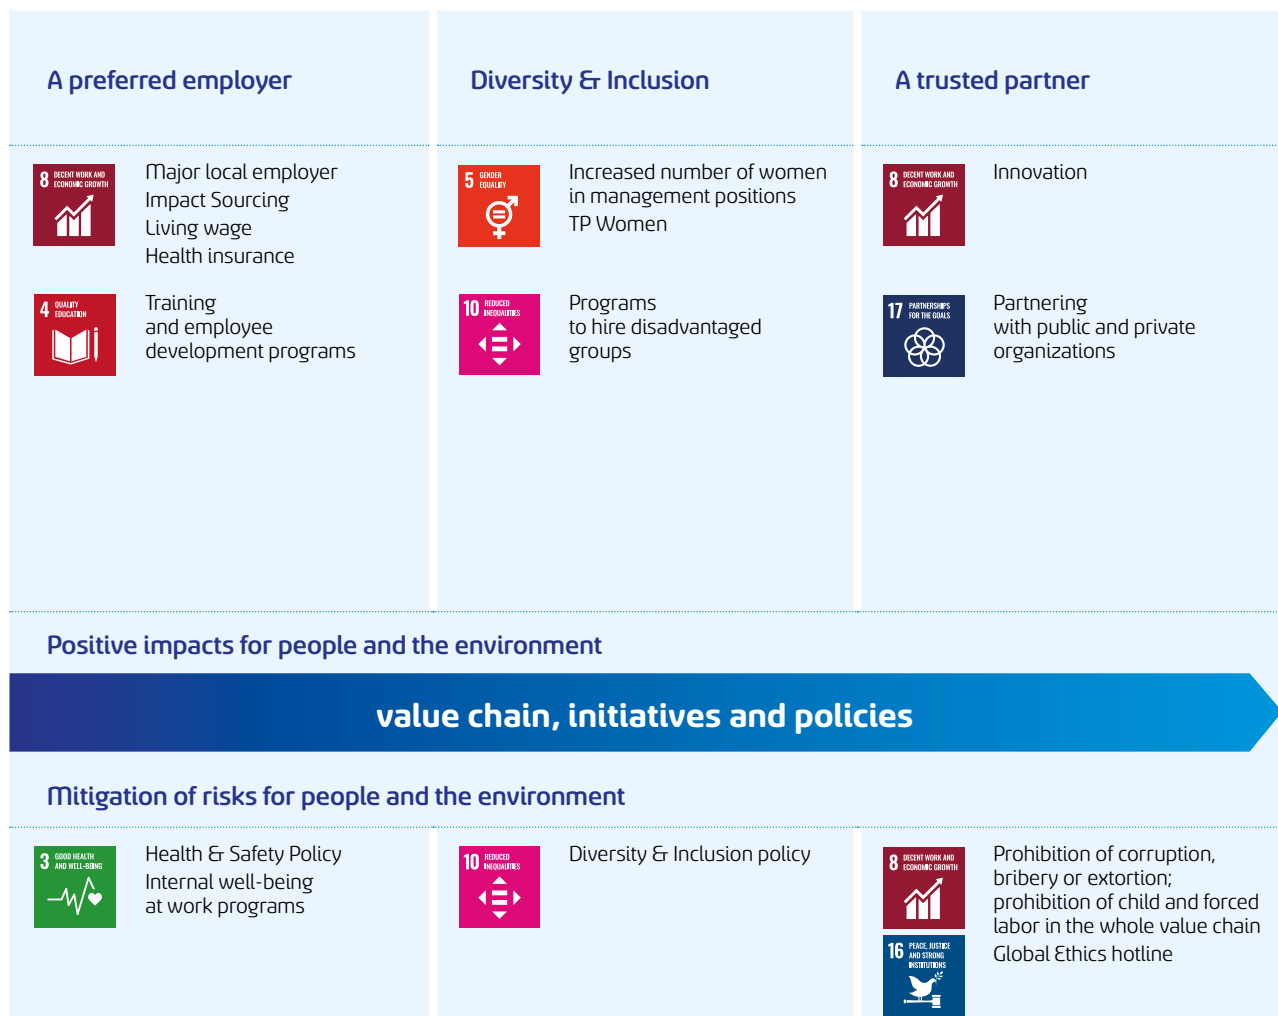 A preferred employer
8 DECENT WORK AND
ECONOMIC GROWTH
Major local employer
Impact Sourcing
Living wage
Health insurance
4 QUALITY
EDUCATION
Training
and employee
development programs
Diversity & Inclusion
5 GENDER
EQUALITY
Increased number of women
in management positions
TP Women
10 REDUCED
INEQUALITIES
Programs
to hire disadvantaged
groups
A trusted partner
8 DECENT WORK AND
ECONOMIC GROWTH
Innovation
17 PARTNERSHIPS
FOR THE GOALS
Partnering
with public and private
organizations
Positive impacts for people and the environment
value chain, initiatives and policies
Mitigation of risks for people and the environment
3 GOOD HEALTH
AND WELL-BEING
Health & Safety Policy
Internal well-being
at work programs
10 REDUCED
INEQUALITIES
Diversity & Inclusion policy
8 DECENT WORK AND
ECONOMIC GROWTH
Prohibition of corruption,
bribery or extortion;
prohibition of child and forced
labor in the whole value chain
Global Ethics hotline
16 PEACE, JUSTICE
AND STRONG
INSTITUTIONS